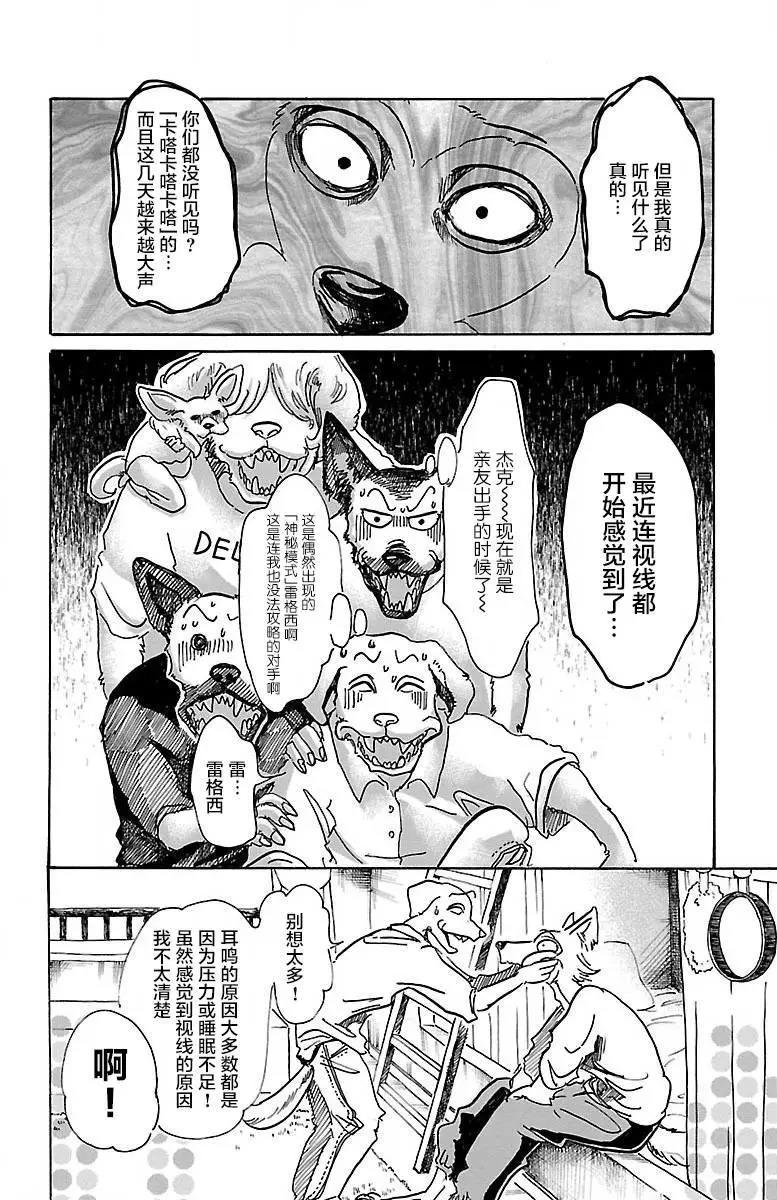 但是我真的
听见什么了
真的…
你们都没听见吗？
「卡嗒卡嗒卡嗒」的…
而且这几天越来越大声
最近连视线都
开始感觉到了…
杰克～～现在就是
亲友出手的时候了～
这是偶然出现的
「神秘模式」雷格西啊
这是连我也没法攻略的对手啊
DEL
雷…
雷格西
别想太多！
耳鸣的原因大多数都是
因为压力或睡眠不足！
虽然感觉到视线的原因
我不太清楚
啊！